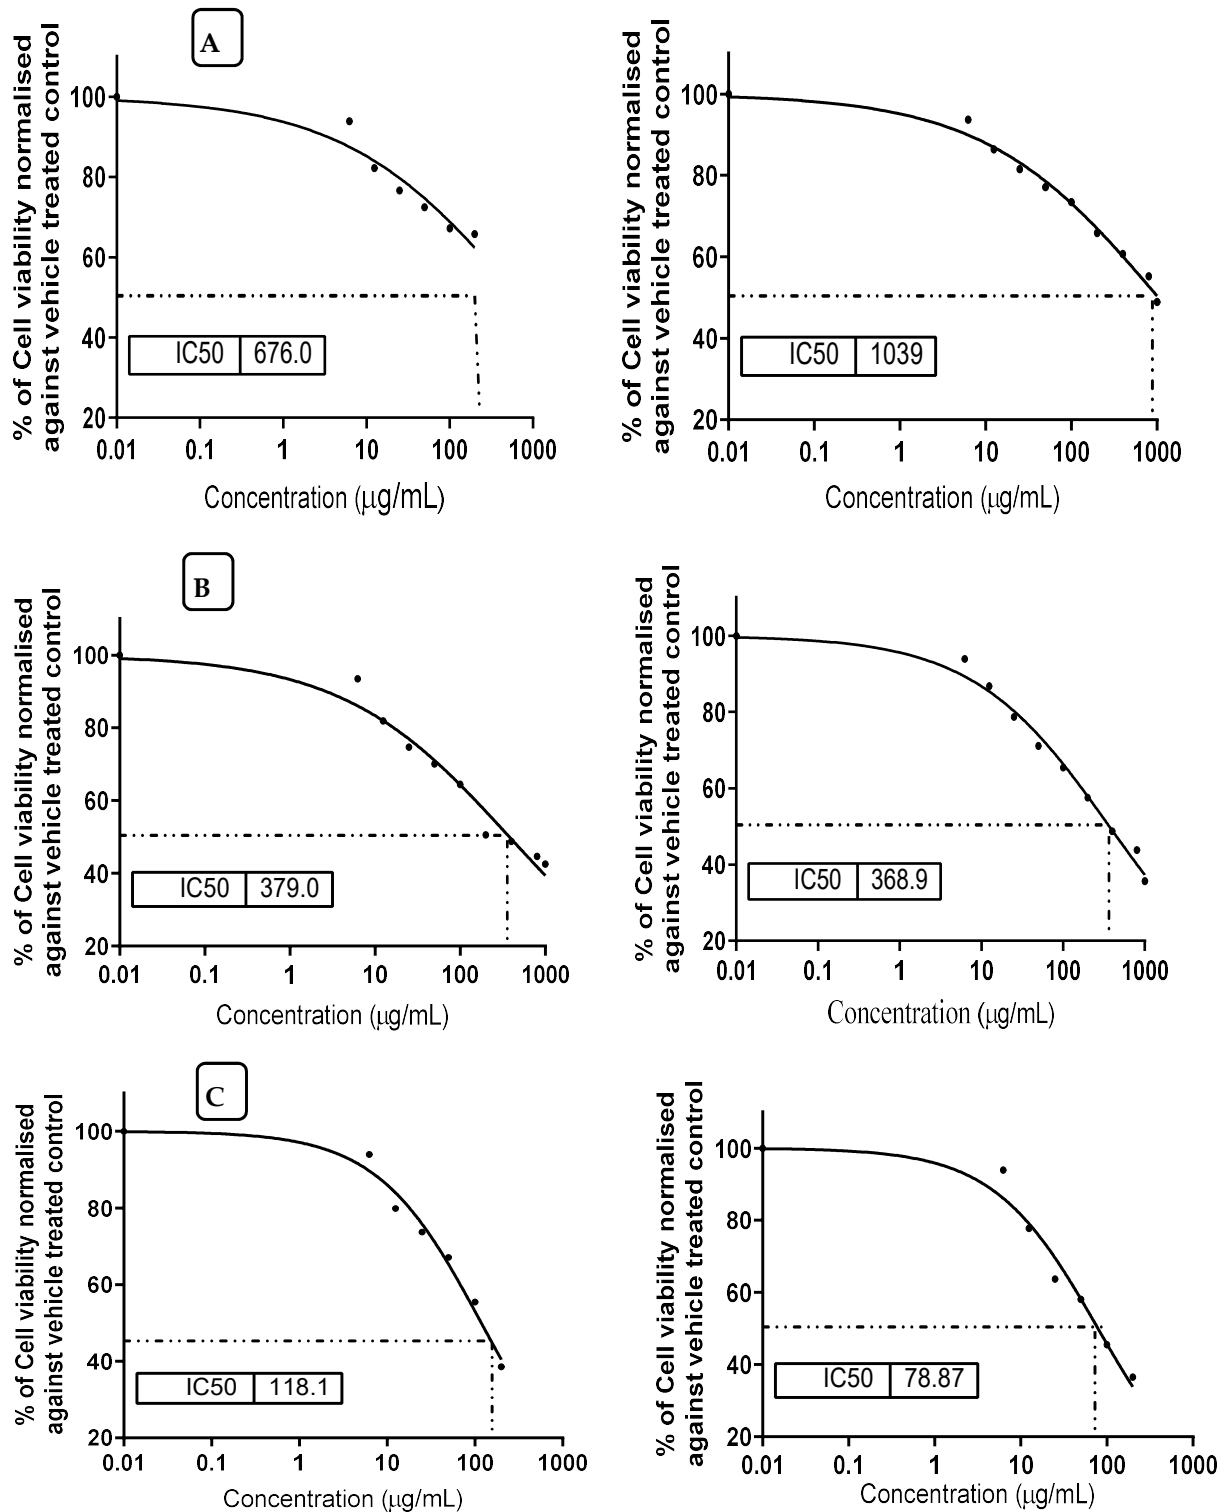 A
% of Cell viability normalised
against vehicle treated control
100
80
60
40
20
IC50 676.0
0.01 0.1 1 10 100 1000
Concentration (μg/mL)
% of Cell viability normalised
against vehicle treated control
100
80
60
40
20
IC50 1039
0.01 0.1 1 10 100 1000
Concentration (μg/mL)
B
% of Cell viability normalised
against vehicle treated control
100
80
60
40
20
IC50 379.0
0.01 0.1 1 10 100 1000
Concentration (μg/mL)
% of Cell viability normalised
against vehicle treated control
100
80
60
40
20
IC50 368.9
0.01 0.1 1 10 100 1000
Concentration (μg/mL)
C
% of Cell viability normalised
against vehicle treated control
100
80
60
40
20
IC50 118.1
0.01 0.1 1 10 100 1000
Concentration (μg/mL)
% of Cell viability normalised
against vehicle treated control
100
80
60
40
20
IC50 78.87
0.01 0.1 1 10 100 1000
Concentration (μg/mL)